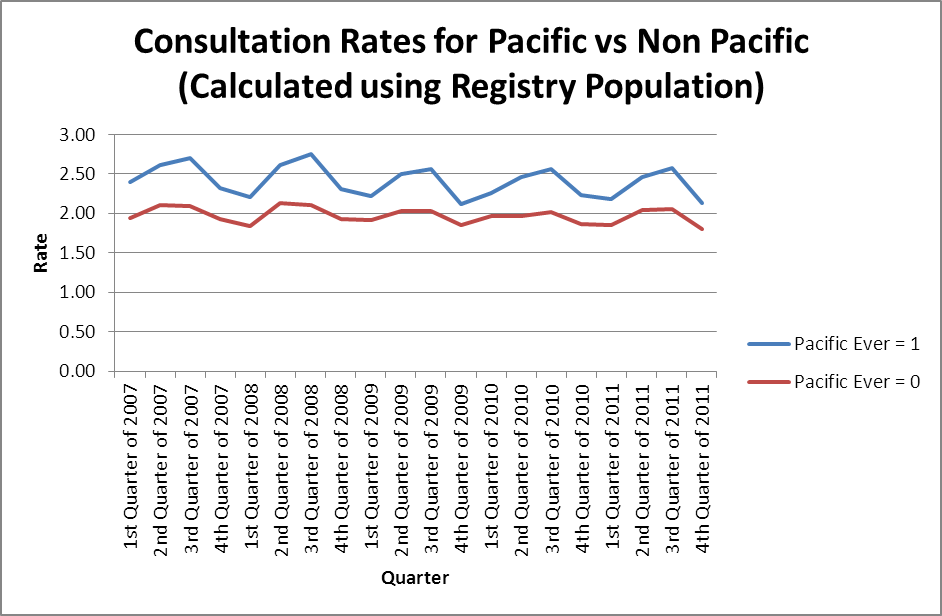 Consultation Rates for Pacific vs Non Pacific
(Calculated using Registry Population)
3.00
2.50
2.00
1.50
1.00
0.50
0.00
Rate
1st Quarter of 2007
2nd Quarter of 2007
3rd Quarter of 2007
4th Quarter of 2007
1st Quarter of 2008
2nd Quarter of 2008
3rd Quarter of 2008
4th Quarter of 2008
1st Quarter of 2009
2nd Quarter of 2009
3rd Quarter of 2009
4th Quarter of 2009
1st Quarter of 2010
2nd Quarter of 2010
3rd Quarter of 2010
4th Quarter of 2010
1st Quarter of 2011
2nd Quarter of 2011
3rd Quarter of 2011
4th Quarter of 2011
Quarter
Pacific Ever = 1
Pacific Ever = 0